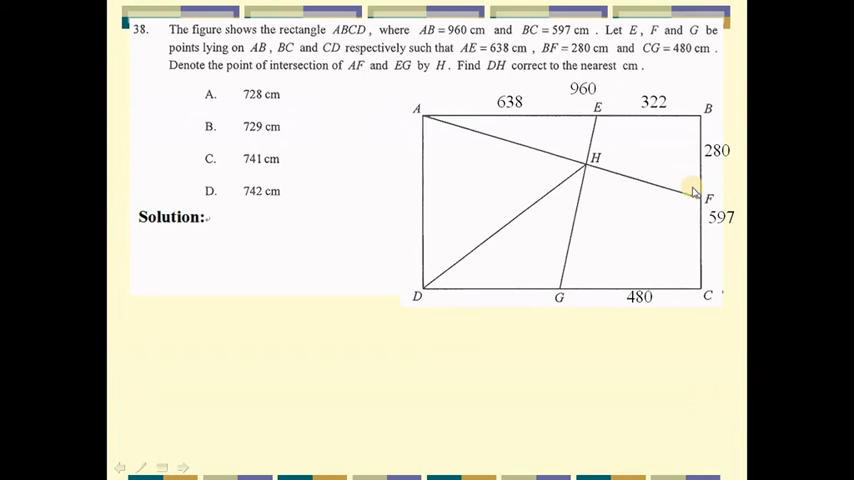 38. The figure shows the rectangle ABCD, where AB = 960 cm and BC = 597 cm. Let E, F and G be
points lying on AB, BC and CD respectively such that AE = 638 cm, BF = 280 cm and CG = 480 cm.
Denote the point of intersection of AF and EG by H. Find DH correct to the nearest cm.
A. 728 cm
B. 729 cm
C. 741 cm
D. 742 cm
Solution:
960
638
322
A
E
B
280
H
F
597
D
G
480
C